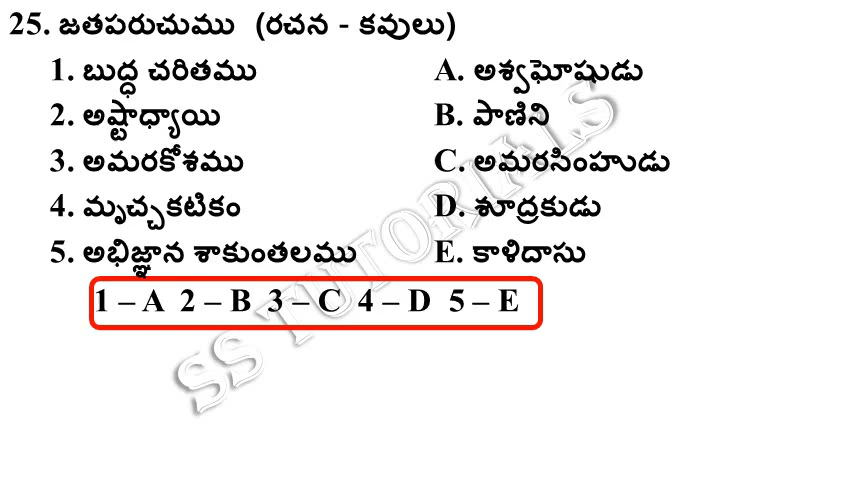 25. జతపరుచుము (రచన - కవులు)
1. బుద్ధ చరితము A. అశ్వఘోషుడు
2. అష్టాధ్యాయి B. పాణిని
3. అమరకోశము C. అమరసింహుడు
4. మృచ్చకటికం D. శూద్రకుడు
5. అభిజ్ఞాన శాకుంతలము E. కాళిదాసు
1 – A 2 – B 3 – C 4 – D 5 – E
SS TUTORIALS